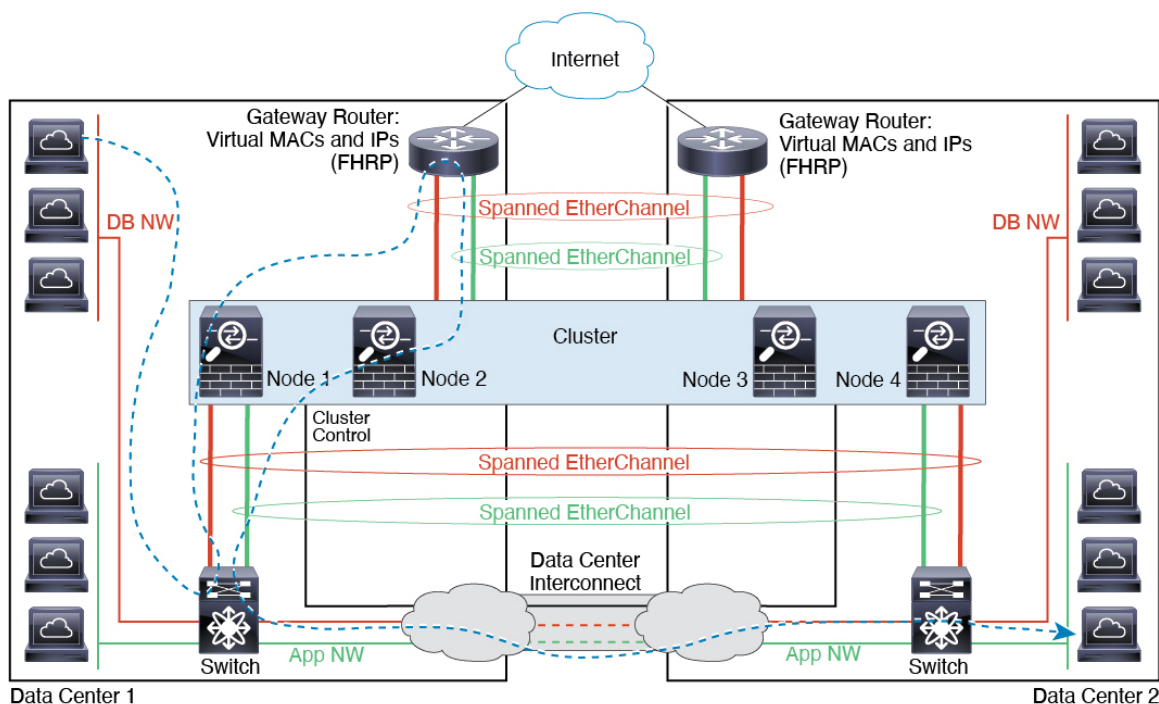 Internet
Gateway Router:
Virtual MACs and IPs
(FHRP)
Gateway Router:
Virtual MACs and IPs
(FHRP)
DB NW
Spanned EtherChannel
DB NW
Spanned EtherChannel
Cluster
Node 1
Node 2
Node 3
Node 4
Cluster
Control
Spanned EtherChannel
Spanned EtherChannel
Data Center
Interconnect
App NW
App NW
Switch
Switch
Data Center 1
Data Center 2